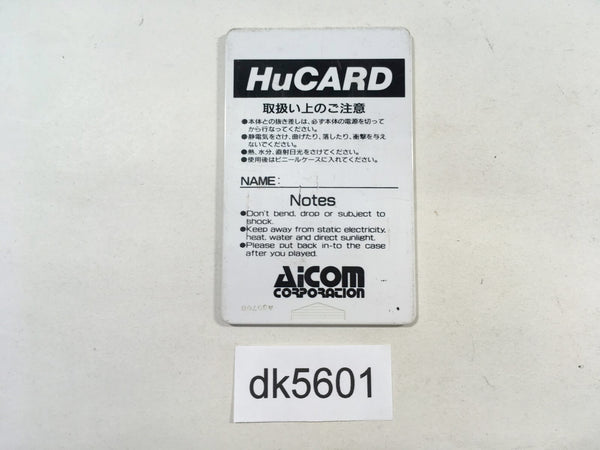 HuCARD
取扱い上のご注意
●本体との抜き差しは、必ず本体の電源を切って
から行なってください。
●静電気をさけ、曲げたり、落したり、衝撃を与え
ないでください。
●熱、水分、直射日光をさけてください。
●使用後はビニールケースに入れてください。
NAME:
Notes
●Don't bend, drop or subject to
shock.
●Keep away from static electricity,
heat, water and direct sunlight.
●Please put back in-to the case
after you played.
AiCOM
CORPORATION
dk5601